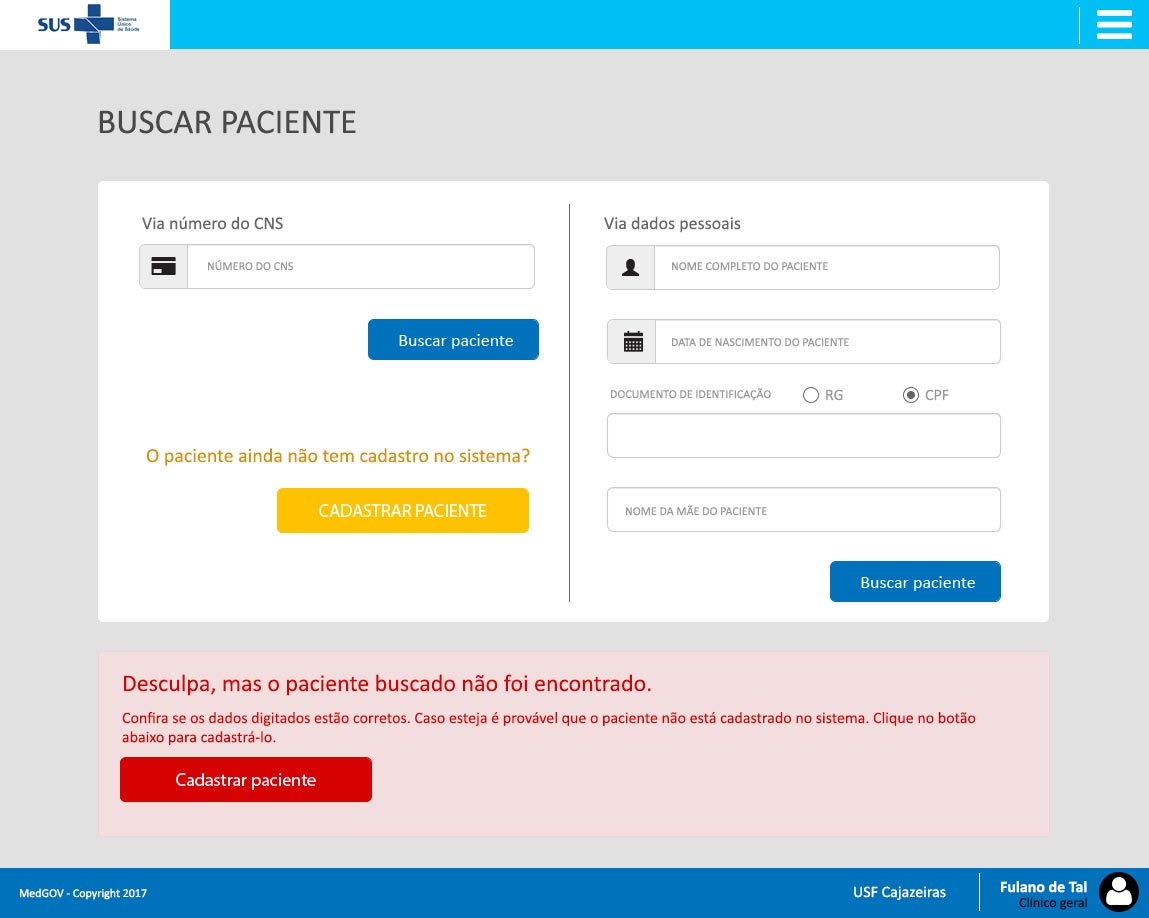 SUS
Sistema
Único
de Saúde
BUSCAR PACIENTE
Via número do CNS
NÚMERO DO CNS
Buscar paciente
O paciente ainda não tem cadastro no sistema?
CADASTRAR PACIENTE
Via dados pessoais
NOME COMPLETO DO PACIENTE
DATA DE NASCIMENTO DO PACIENTE
DOCUMENTO DE IDENTIFICAÇÃO RG CPF
NOME DA MÃE DO PACIENTE
Buscar paciente
Desculpa, mas o paciente buscado não foi encontrado.
Confira se os dados digitados estão corretos. Caso esteja é provável que o paciente não está cadastrado no sistema. Clique no botão
abaixo para cadastrá-lo.
Cadastrar paciente
MedGOV - Copyright 2017
USF Cajazeiras
Fulano de Tal
Clínico geral